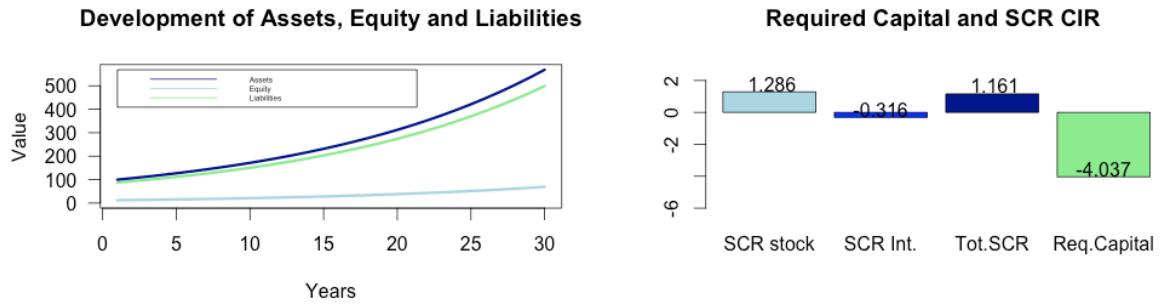 Development of Assets, Equity and Liabilities
Value
500
400
300
200
100
0
Assets
Equity
Liabilities
0 5 10 15 20 25 30
Years
Required Capital and SCR CIR
2
0
-2
-6
1.286
-0.316
1.161
-4.037
SCR stock SCR Int. Tot.SCR Req.Capital